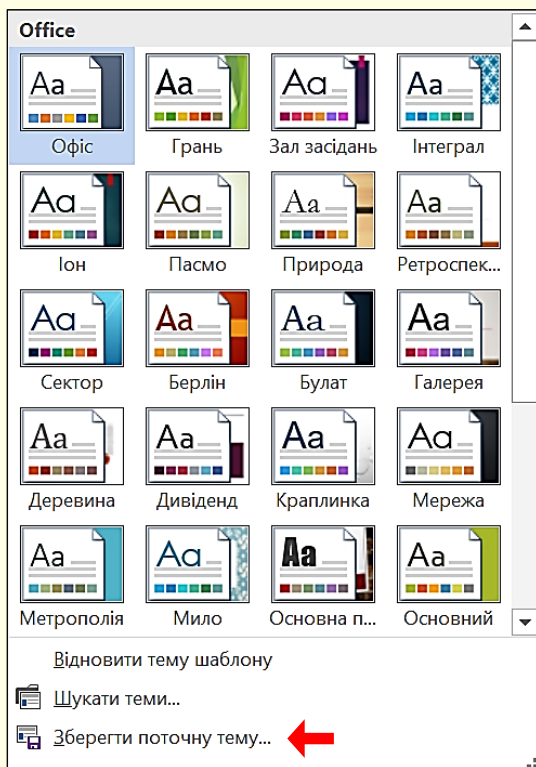 Office
Aa Aa Aa Aa
Офіс Грань Зал засідань Інтеграл
Aa Aa Aa Aa
Іон Пасмо Природа Ретроспек...
Aa Aa Aa Aa
Сектор Берлін Булат Галерея
Aa Aa Aa Aa
Деревина Дивіденд Краплинка Мережа
Aa Aa Aa Aa
Метрополія Мило Основна п... Основний
Відновити тему шаблону
Шукати теми...
Зберегти поточну тему...